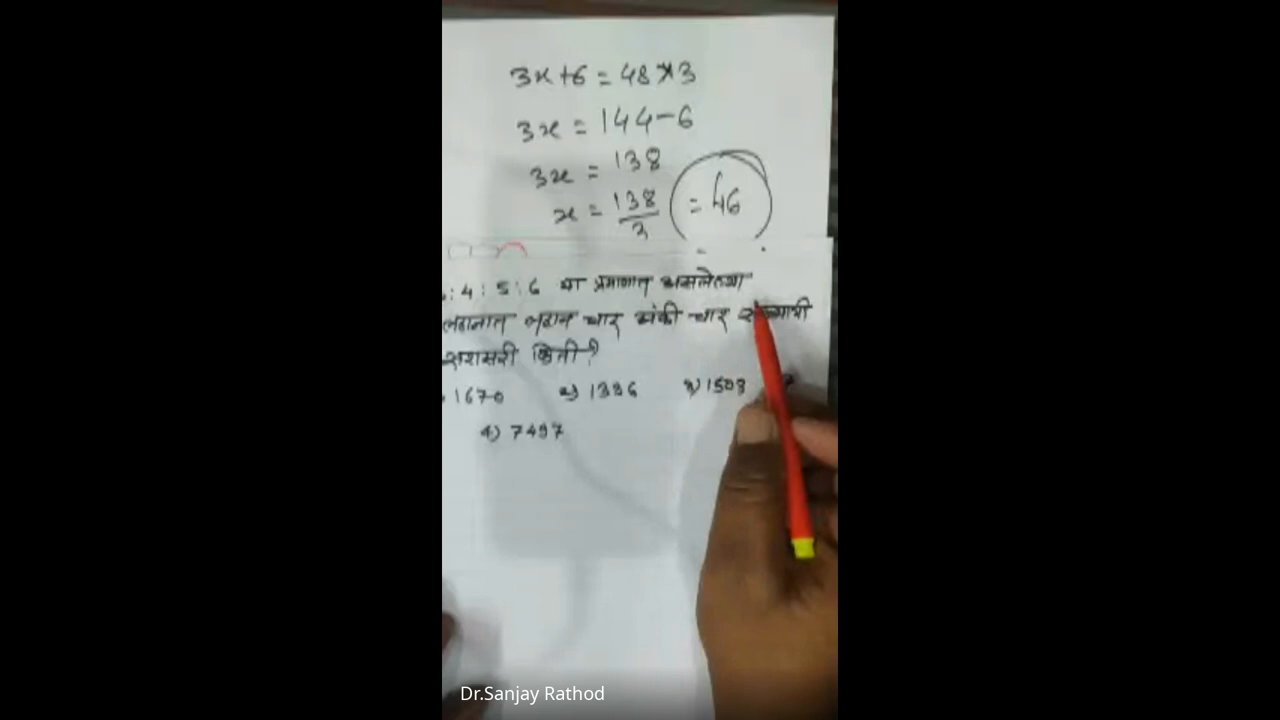 3x+6 = 48*3
3x = 144-6
3x = 138
x = 138/3 = 46
: 4 : 5 : 6 या प्रमाणात असलेल्या
लहानात लहान चार अंकी चार संख्याची
सरासरी किती?
1670 2) 1386 3) 1503
4) 7497
Dr.Sanjay Rathod